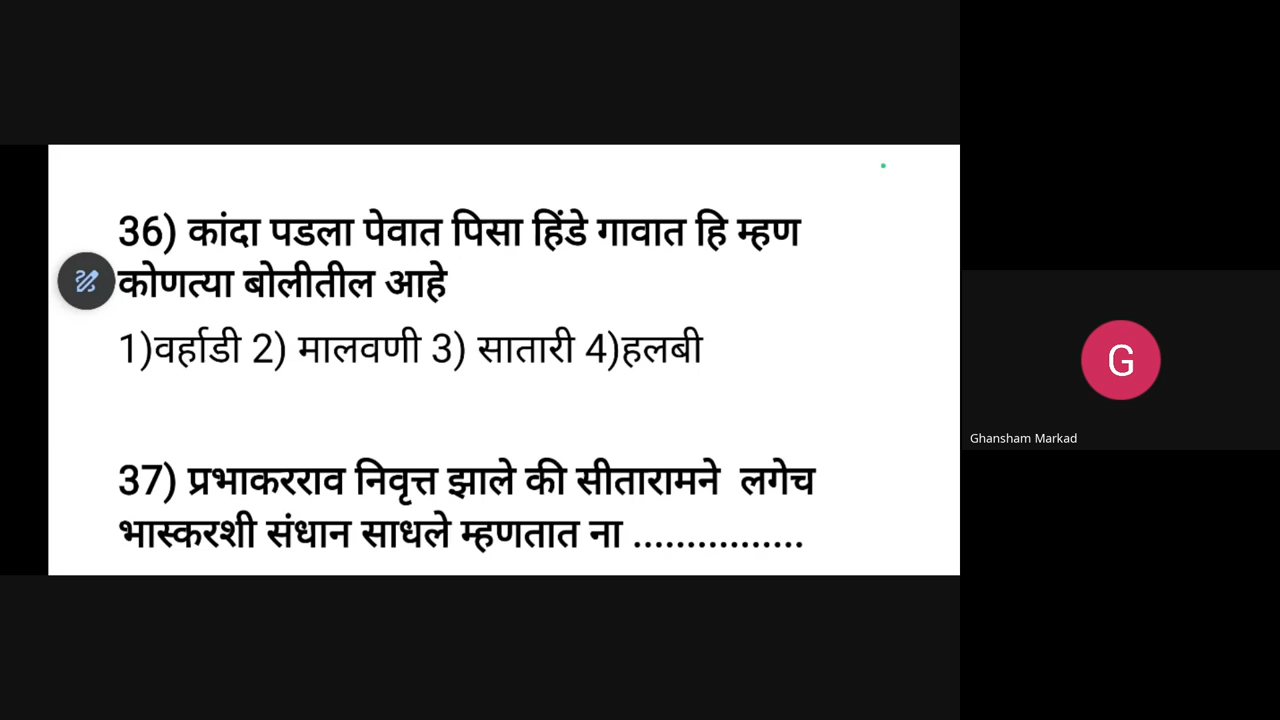 36) कांदा पडला पेवात पिसा हिंडे गावात हि म्हण
कोणत्या बोलीतील आहे
1)वर्हाडी 2) मालवणी 3) सातारी 4)हलबी
37) प्रभाकरराव निवृत्त झाले की सीतारामने लगेच
भास्करशी संधान साधले म्हणतात ना ................
G
Ghansham Markad